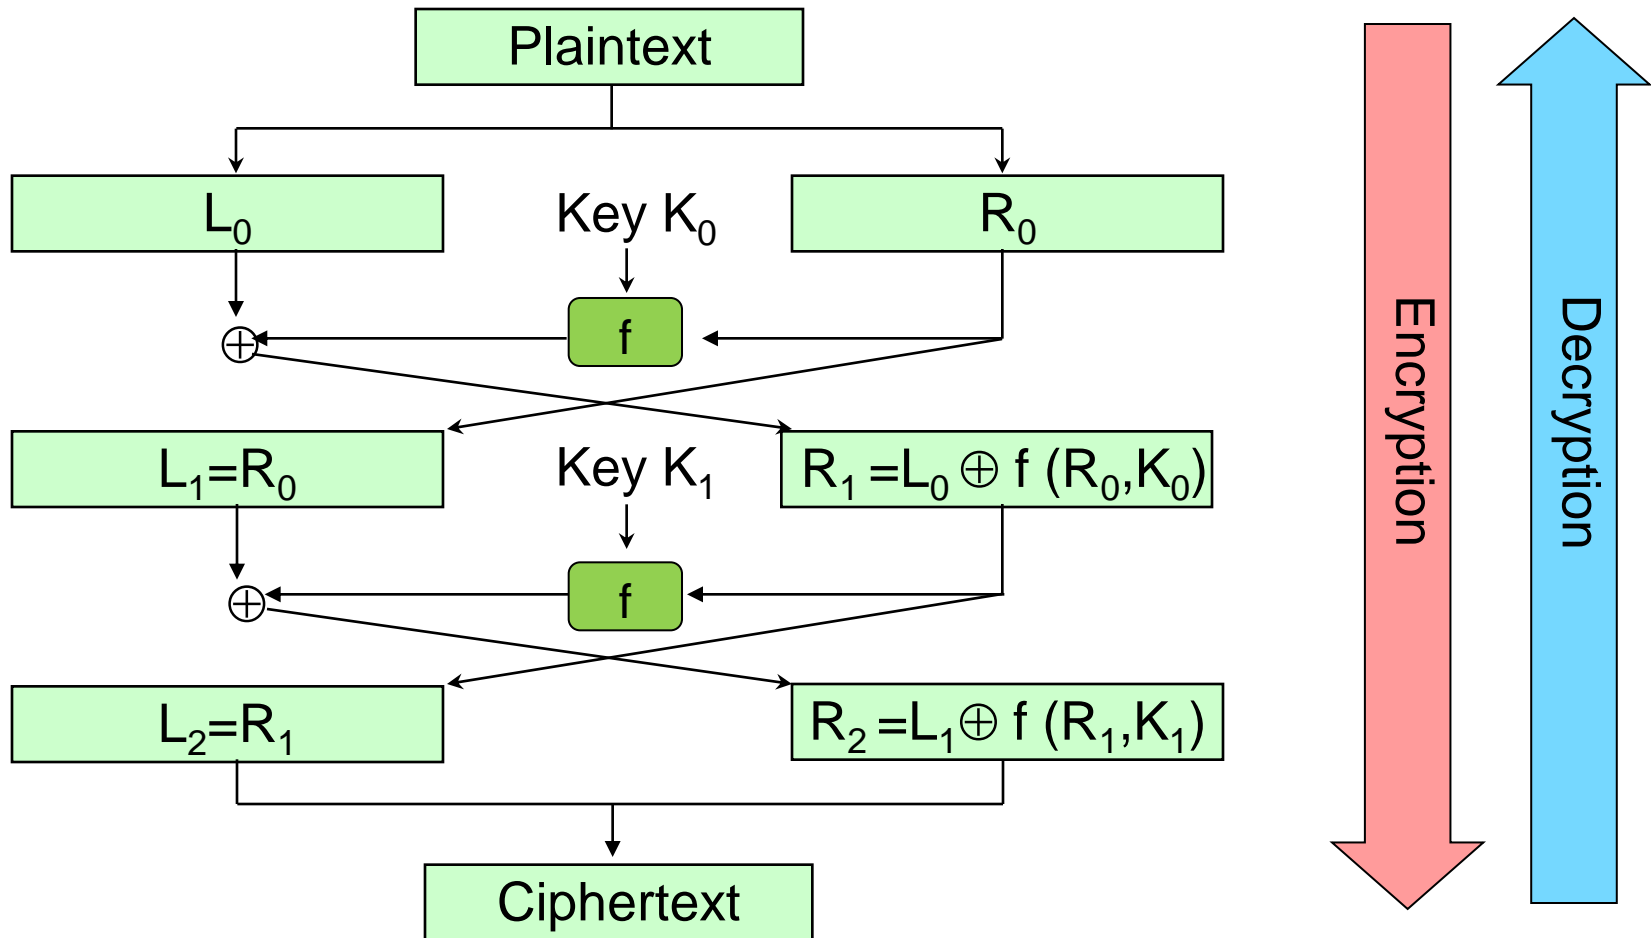 Plaintext
L₀
Key K₀
R₀
f
L₁=R₀
Key K₁
R₁ =L₀ ⊕ f (R₀,K₀)
f
L₂=R₁
R₂ =L₁ ⊕ f (R₁,K₁)
Ciphertext
Encryption
Decryption